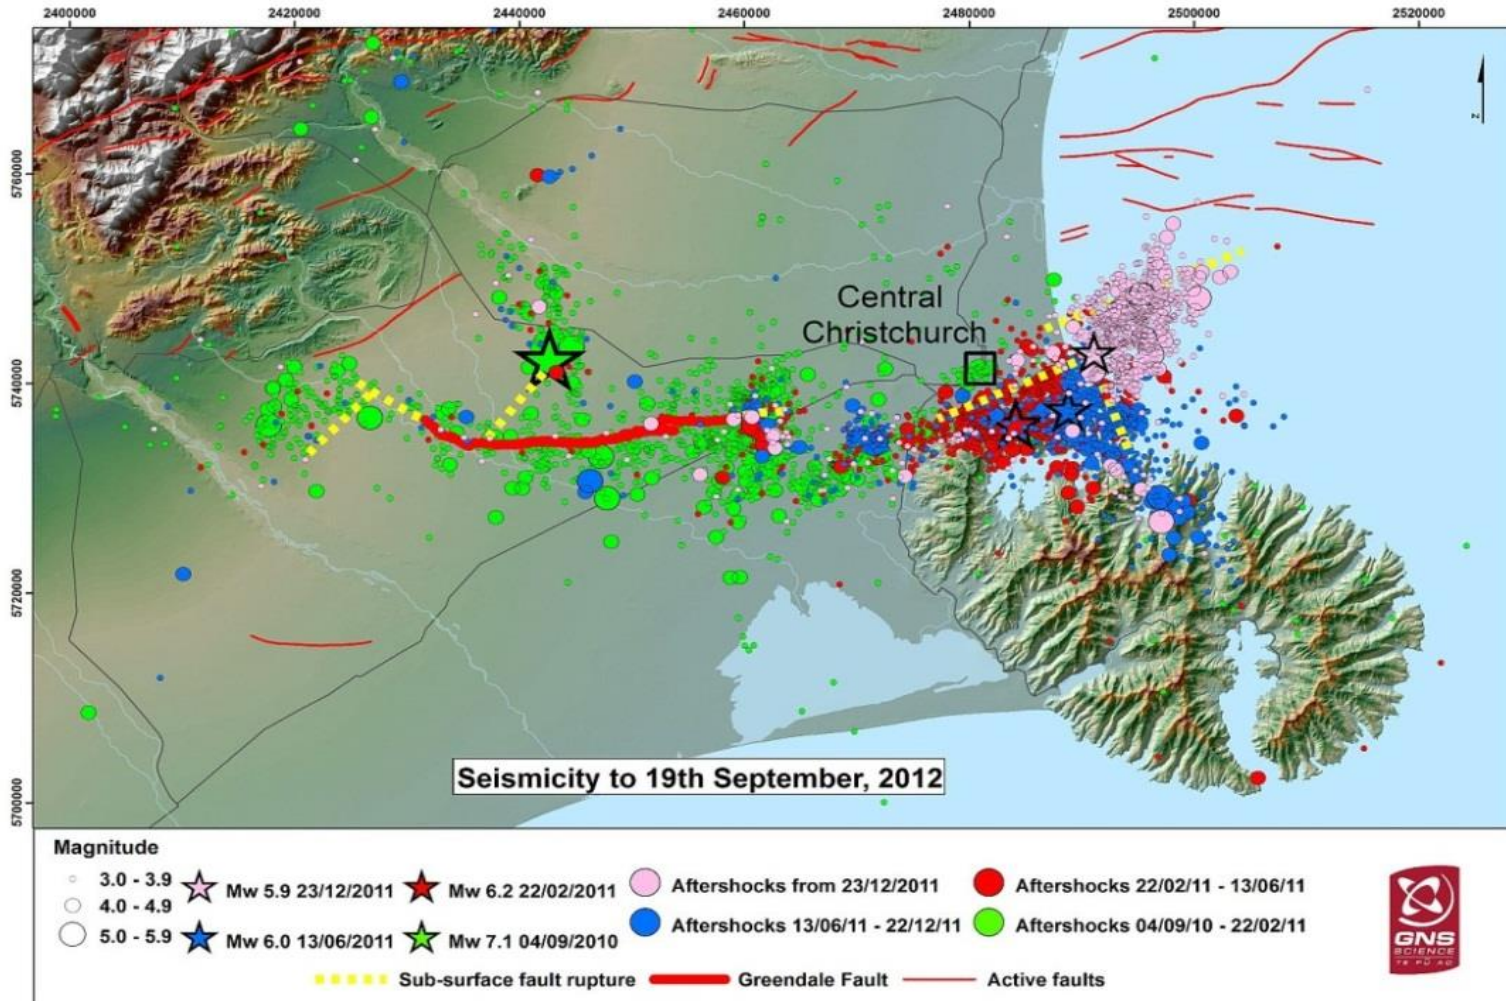 2400000 2420000 2440000 2460000 2480000 2500000 2520000
5760000
5740000
5720000
5700000
z
Central
Christchurch
Seismicity to 19th September, 2012
Magnitude
3.0 - 3.9
4.0 - 4.9
5.0 - 5.9
Mw 5.9 23/12/2011
Mw 6.0 13/06/2011
Mw 6.2 22/02/2011
Mw 7.1 04/09/2010
Aftershocks from 23/12/2011
Aftershocks 13/06/11 - 22/12/11
Aftershocks 22/02/11 - 13/06/11
Aftershocks 04/09/10 - 22/02/11
Sub-surface fault rupture
Greendale Fault
Active faults
GNS
SCIENCE
TE PŪ AO